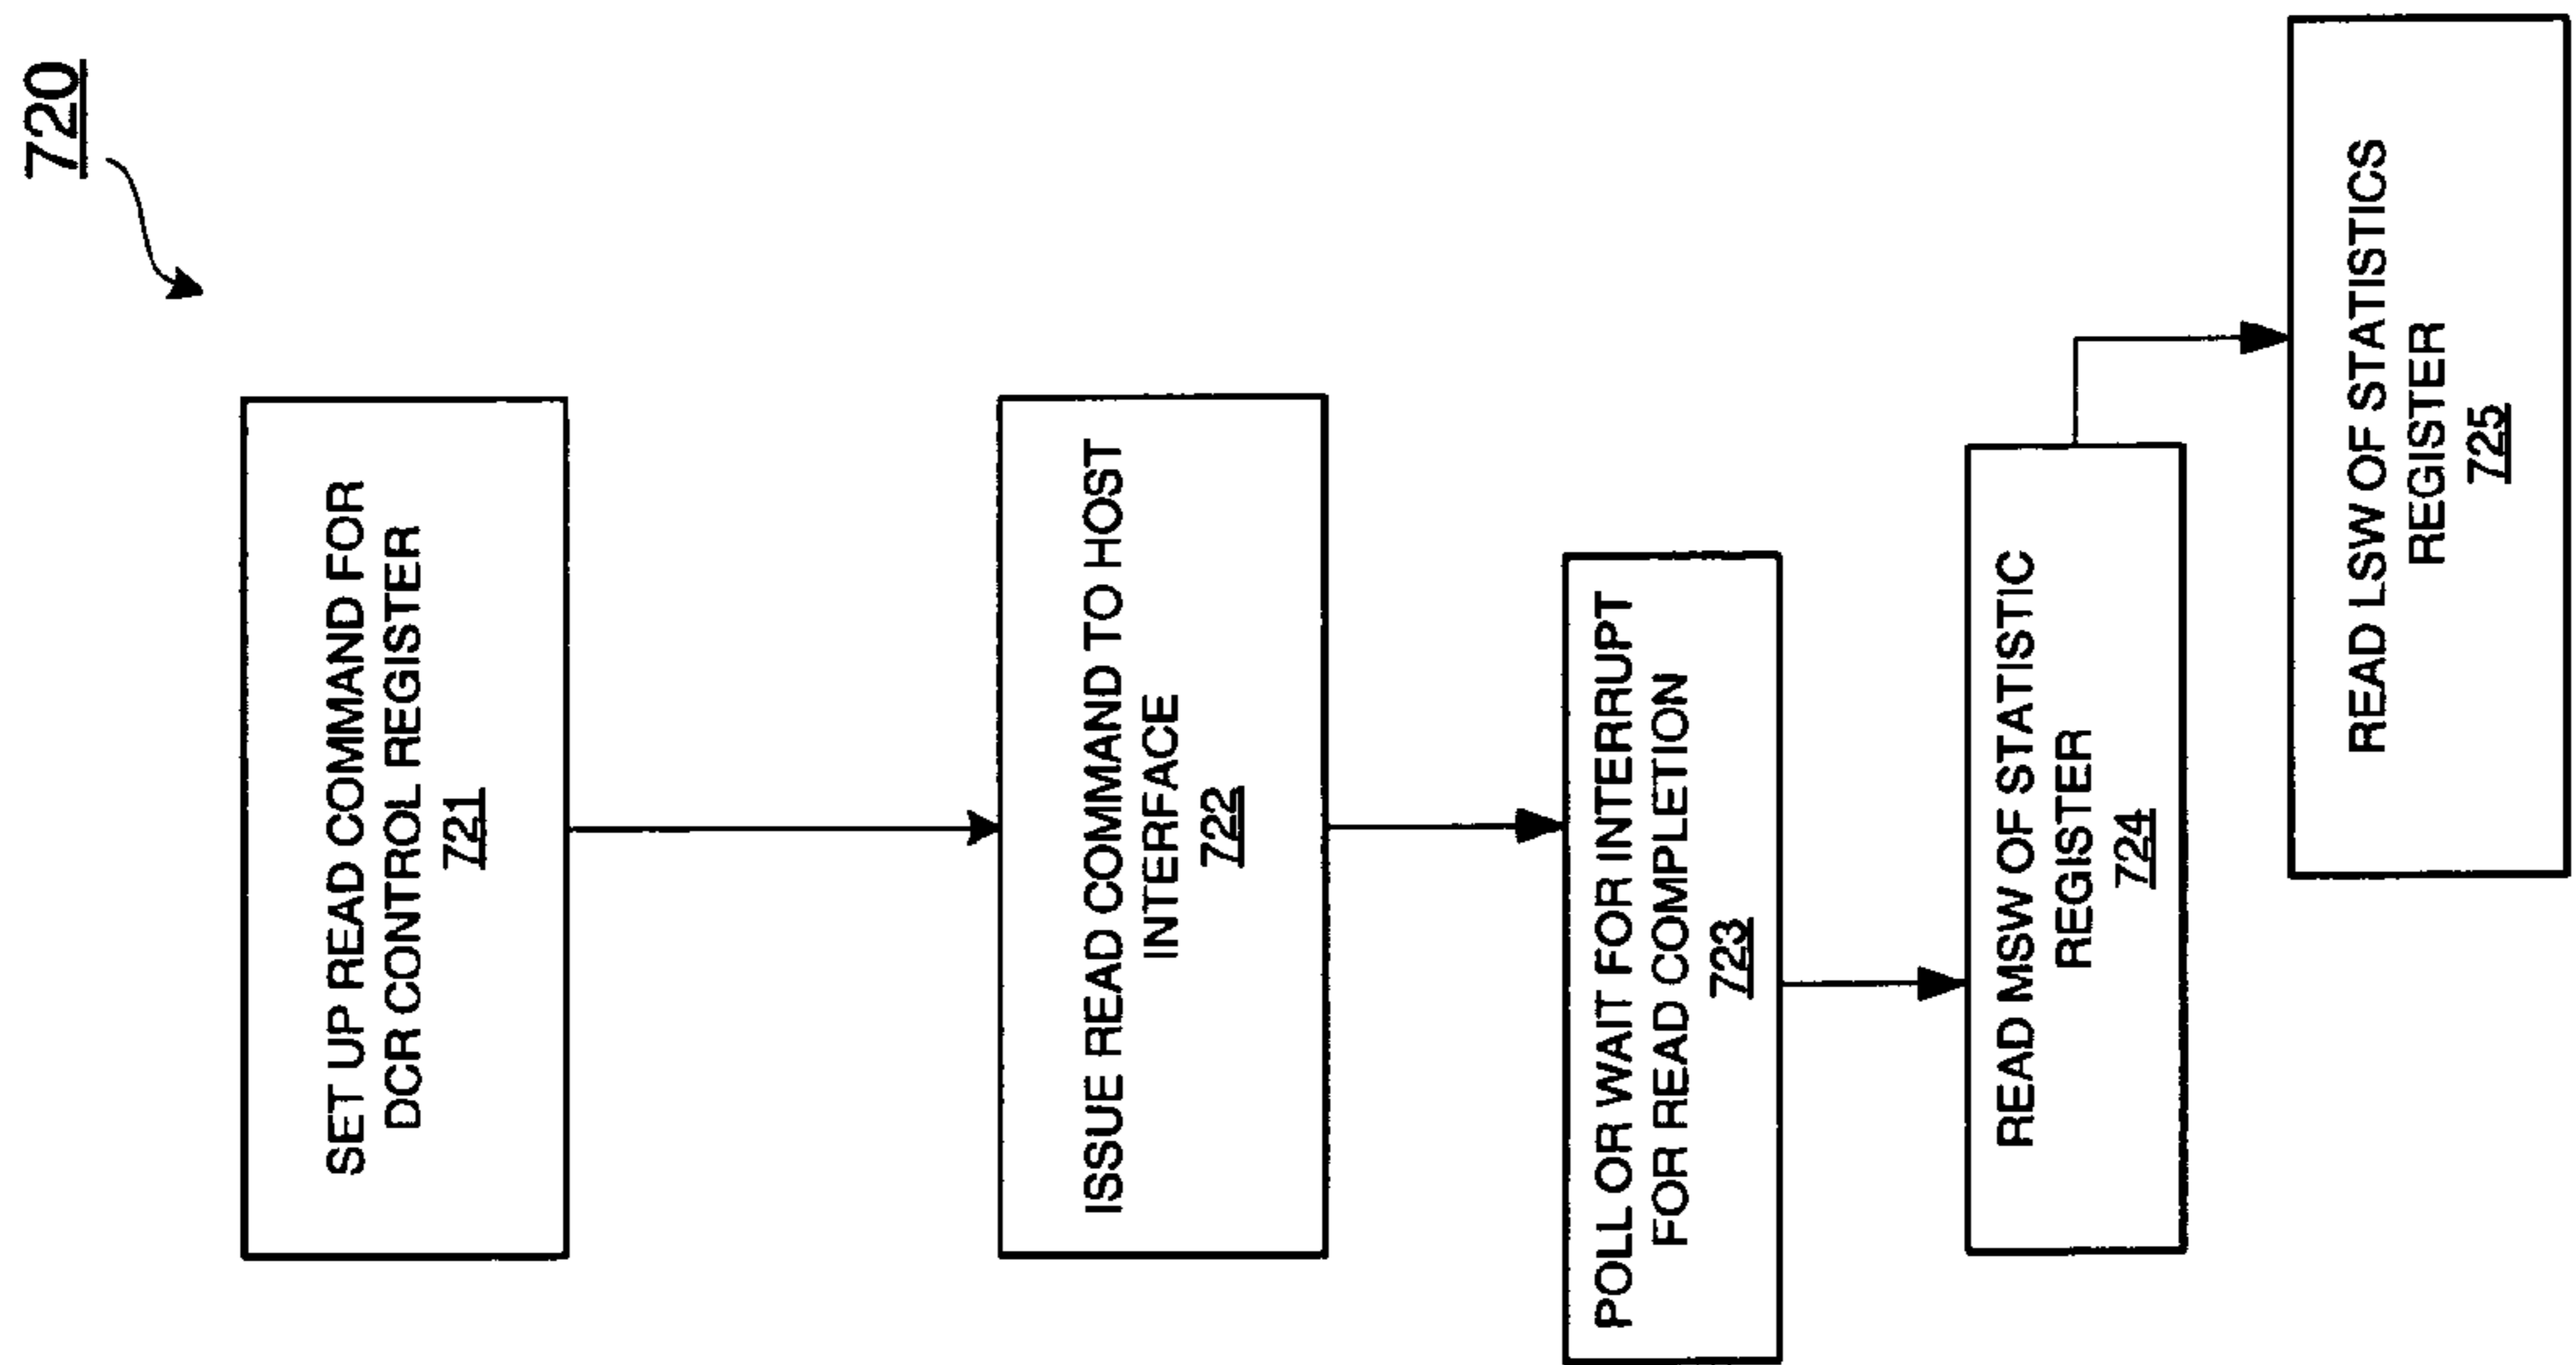 720
SET UP READ COMMAND FOR
DCR CONTROL REGISTER
721
ISSUE READ COMMAND TO HOST
INTERFACE
722
POLL OR WAIT FOR INTERRUPT
FOR READ COMPLETION
723
READ MSW OF STATISTIC
REGISTER
724
READ LSW OF STATISTICS
REGISTER
725